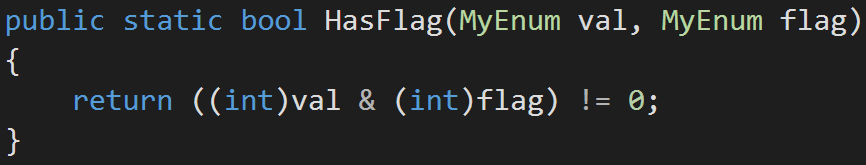 public static bool HasFlag(MyEnum val, MyEnum flag)
{
    return ((int)val & (int)flag) != 0;
}